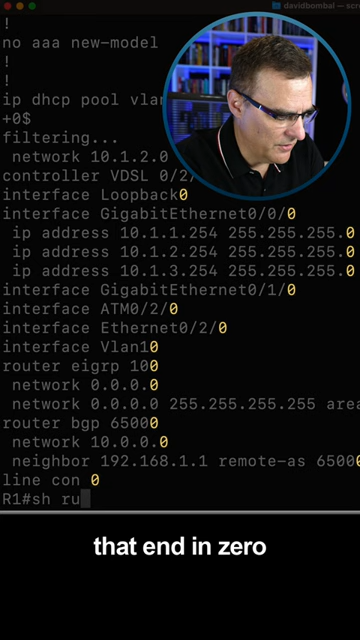 davidbombal — scre
!
no aaa new-model
!
!
ip dhcp pool vlan
+0$
filtering...
network 10.1.2.0
controller VDSL 0/2/
interface Loopback0
interface GigabitEthernet0/0/0
ip address 10.1.1.254 255.255.255.0
ip address 10.1.2.254 255.255.255.0
ip address 10.1.3.254 255.255.255.0
interface GigabitEthernet0/1/0
interface ATM0/2/0
interface Ethernet0/2/0
interface Vlan10
router eigrp 100
network 0.0.0.0
network 0.0.0.0 255.255.255.255 area
router bgp 65000
network 10.0.0.0
neighbor 192.168.1.1 remote-as 65000
line con 0
R1#sh ru
that end in zero